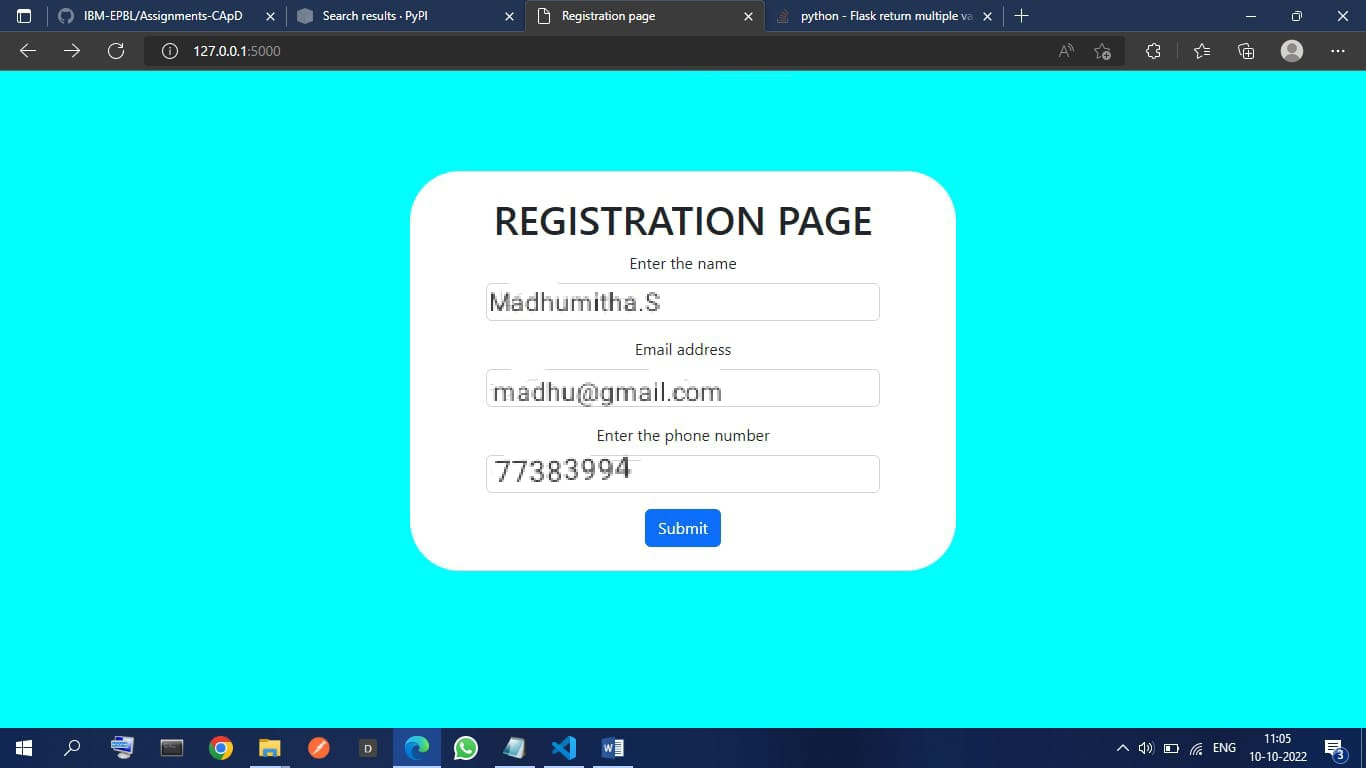 IBM-EPBL/Assignments-CApD
Search results · PyPI
Registration page
python - Flask return multiple va
127.0.0.1:5000
REGISTRATION PAGE
Enter the name
Madhumitha.S
Email address
madhu@gmail.com
Enter the phone number
77383994
Submit
D
W
ENG
11:05
10-10-2022
3